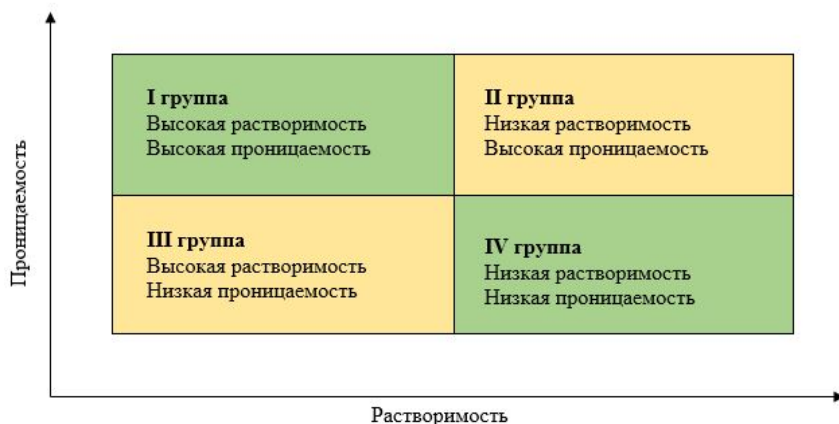 Проницаемость
I группа
Высокая растворимость
Высокая проницаемость
II группа
Низкая растворимость
Высокая проницаемость
III группа
Высокая растворимость
Низкая проницаемость
IV группа
Низкая растворимость
Низкая проницаемость
Растворимость